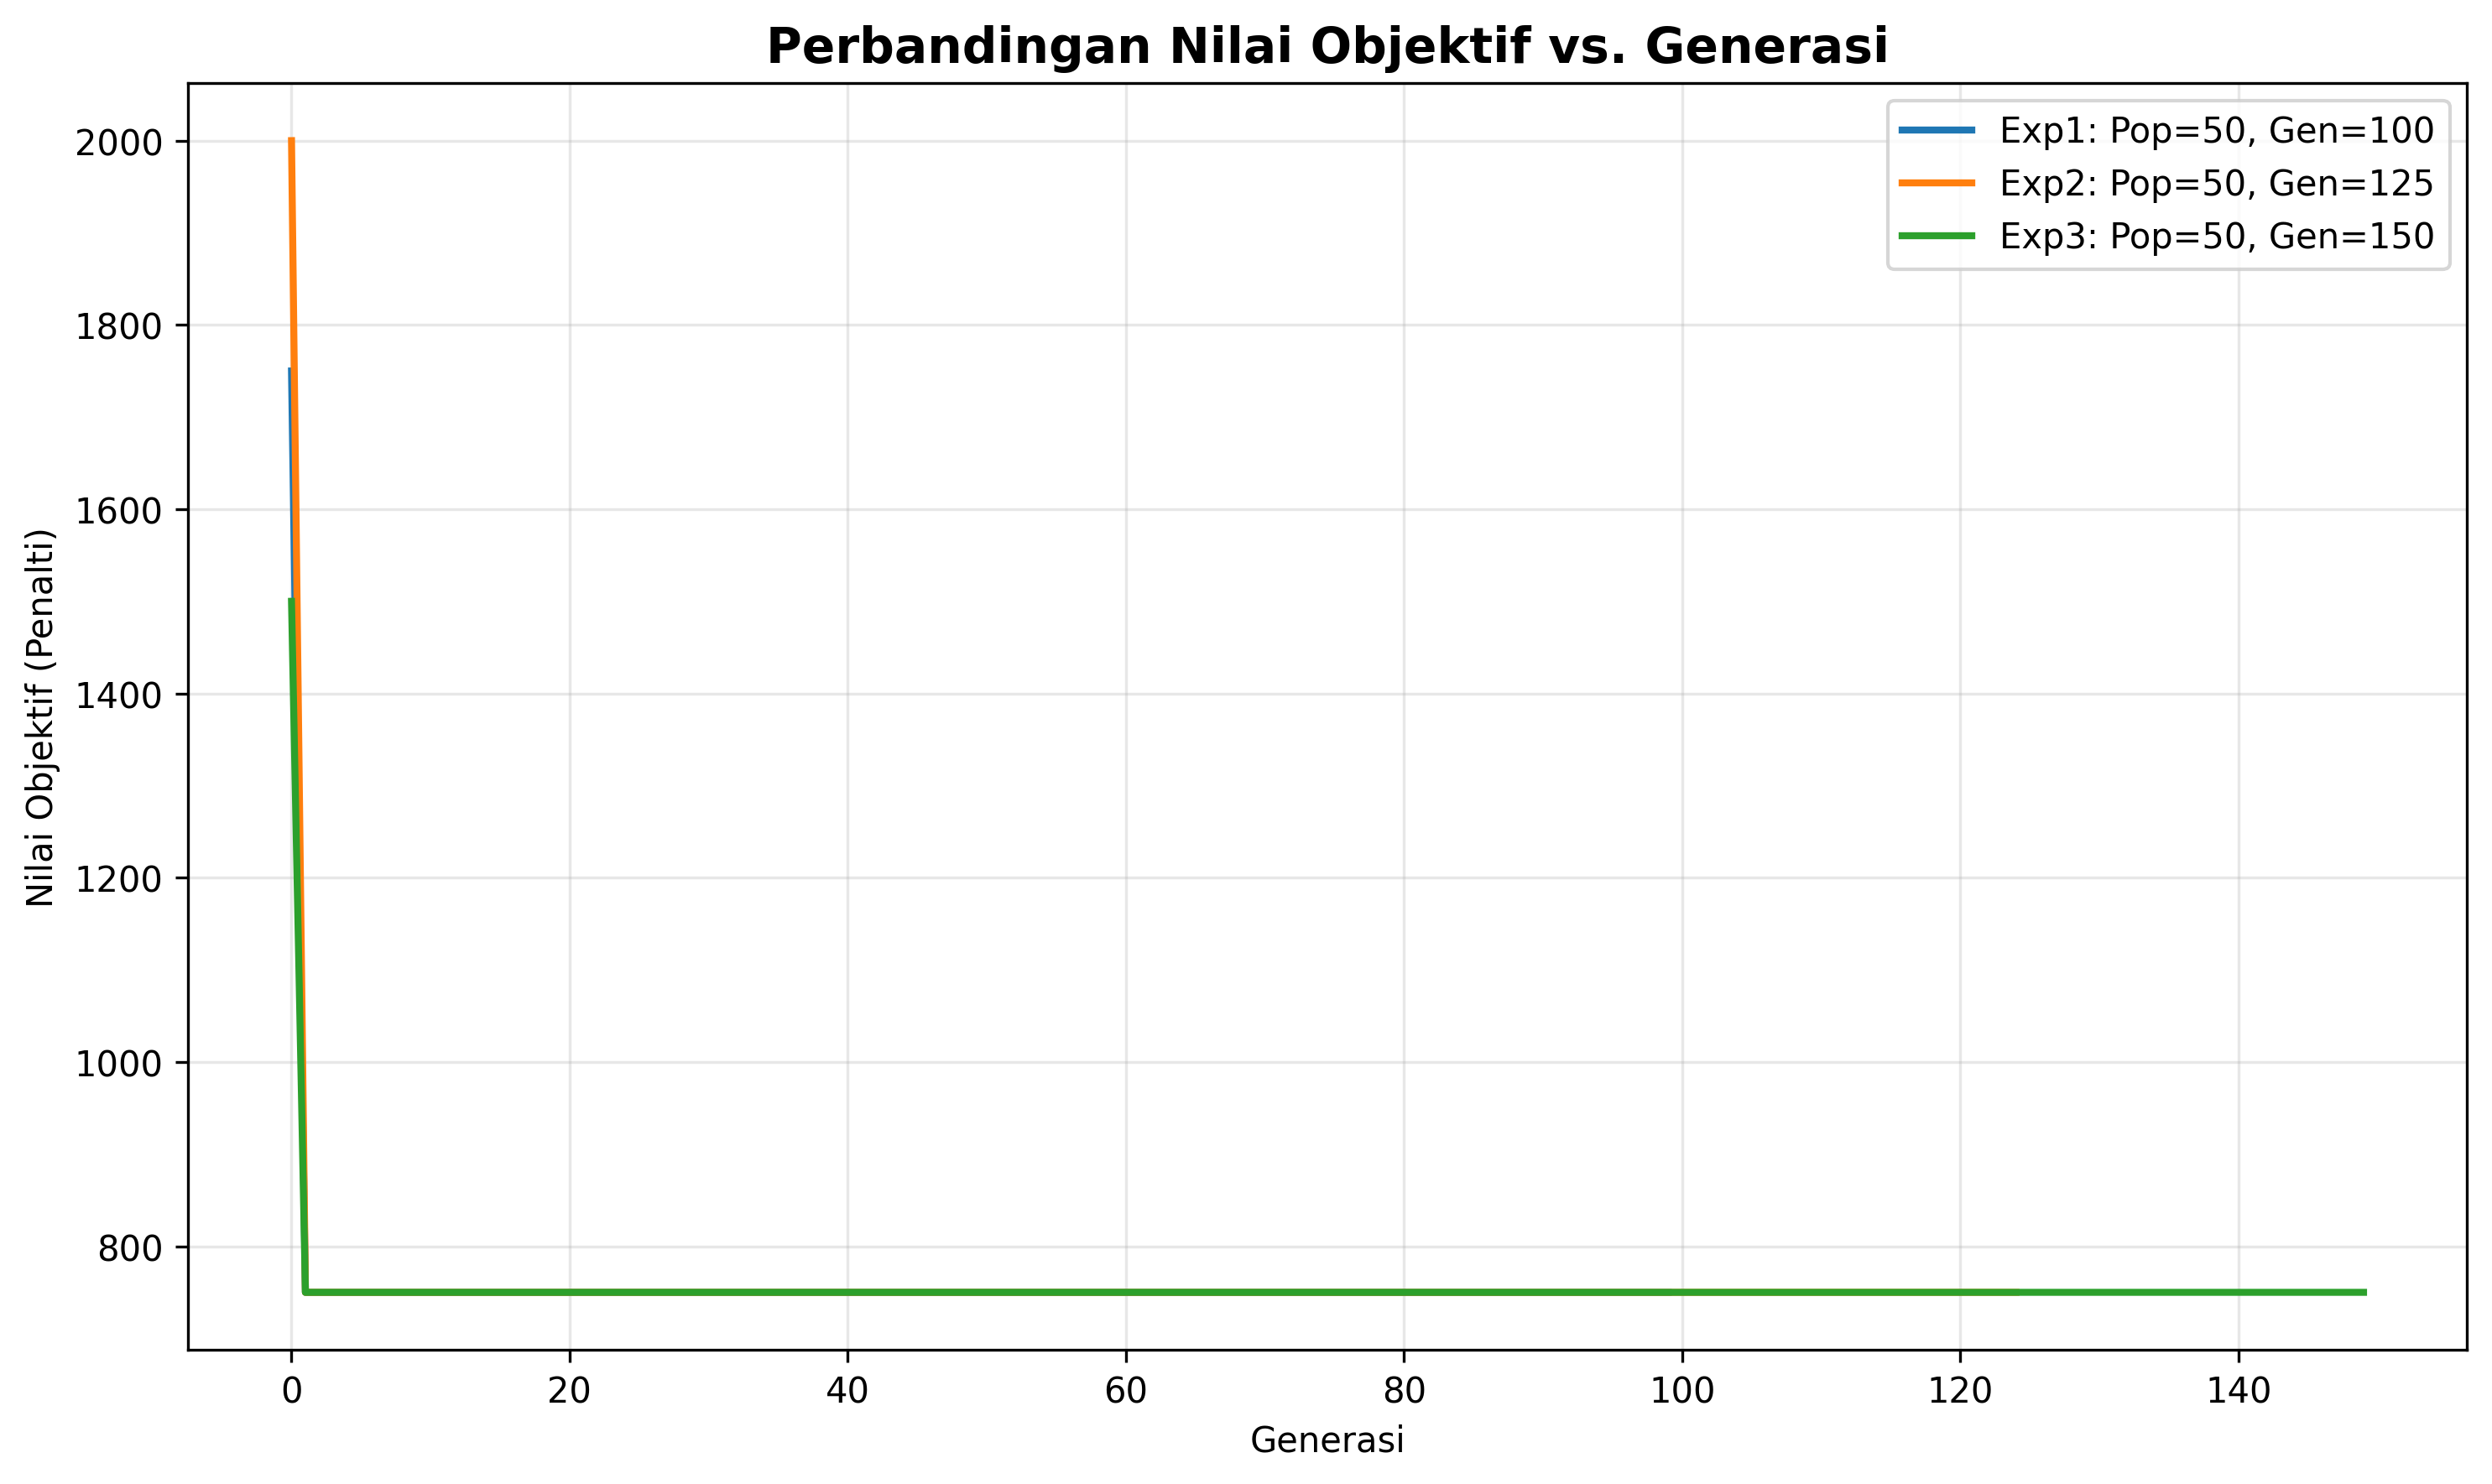 Perbandingan Nilai Objektif vs. Generasi
Exp1: Pop=50, Gen=100
Exp2: Pop=50, Gen=125
Exp3: Pop=50, Gen=150
Nilai Objektif (Penalti)
2000
1800
1600
1400
1200
1000
800
0 20 40 60 80 100 120 140
Generasi